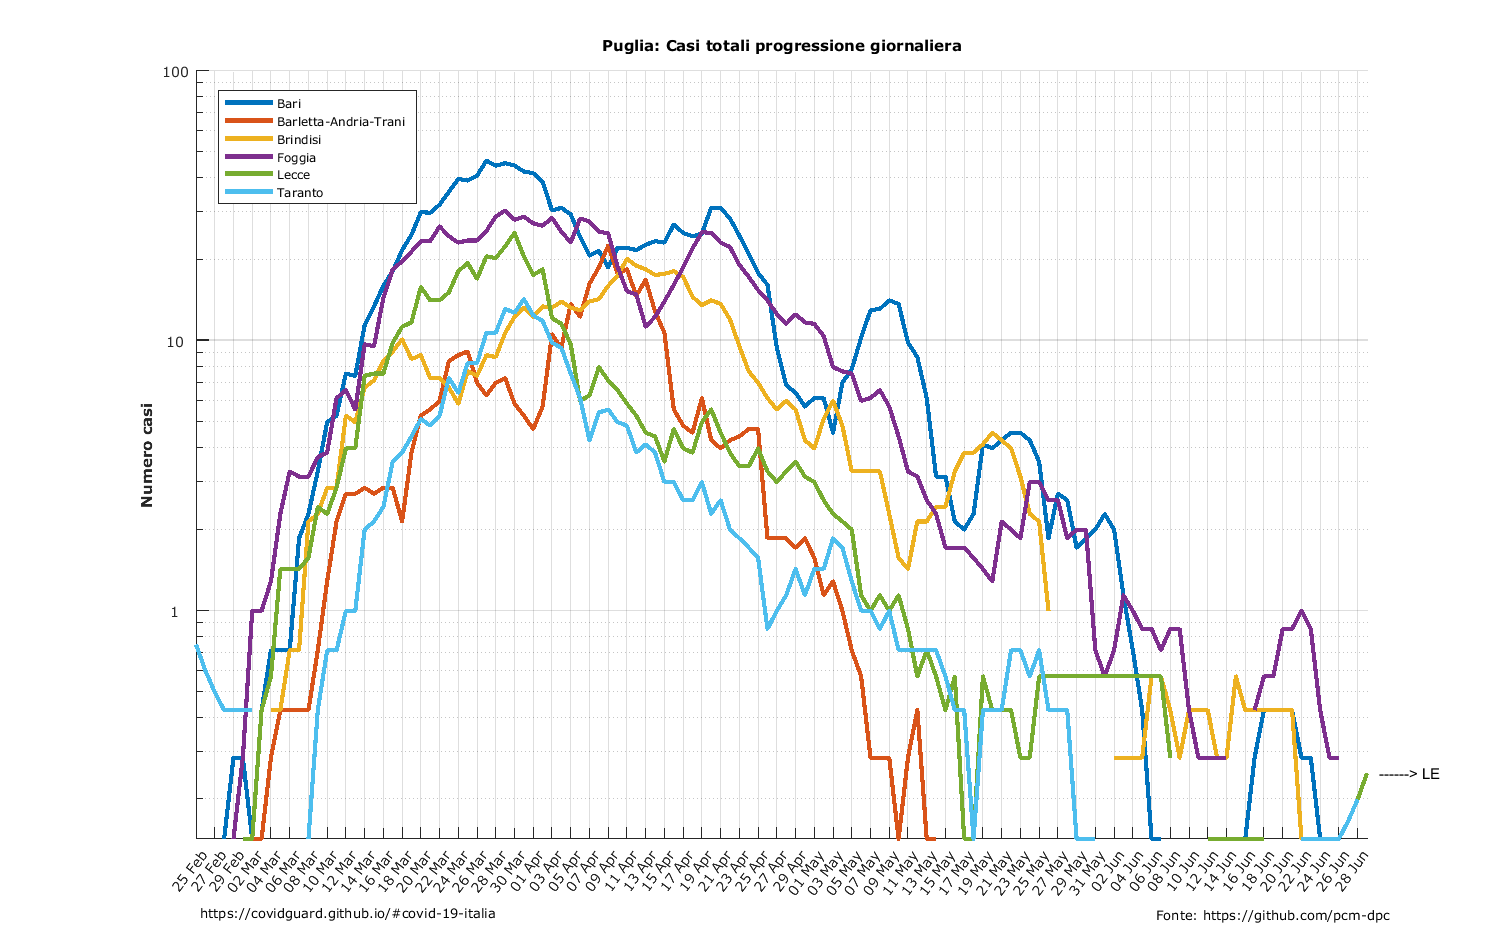 Puglia: Casi totali progressione giornaliera
100
10
1
Numero casi
Bari
Barletta-Andria-Trani
Brindisi
Foggia
Lecce
Taranto
------> LE
25 Feb
27 Feb
29 Feb
02 Mar
04 Mar
06 Mar
08 Mar
10 Mar
12 Mar
14 Mar
16 Mar
18 Mar
20 Mar
22 Mar
24 Mar
26 Mar
28 Mar
30 Mar
01 Apr
03 Apr
05 Apr
07 Apr
09 Apr
11 Apr
13 Apr
15 Apr
17 Apr
19 Apr
21 Apr
23 Apr
25 Apr
27 Apr
29 Apr
01 May
03 May
05 May
07 May
09 May
11 May
13 May
15 May
17 May
19 May
21 May
23 May
25 May
27 May
29 May
31 May
02 Jun
04 Jun
06 Jun
08 Jun
10 Jun
12 Jun
14 Jun
16 Jun
18 Jun
20 Jun
22 Jun
24 Jun
26 Jun
28 Jun
https://covidguard.github.io/#covid-19-italia
Fonte: https://github.com/pcm-dpc